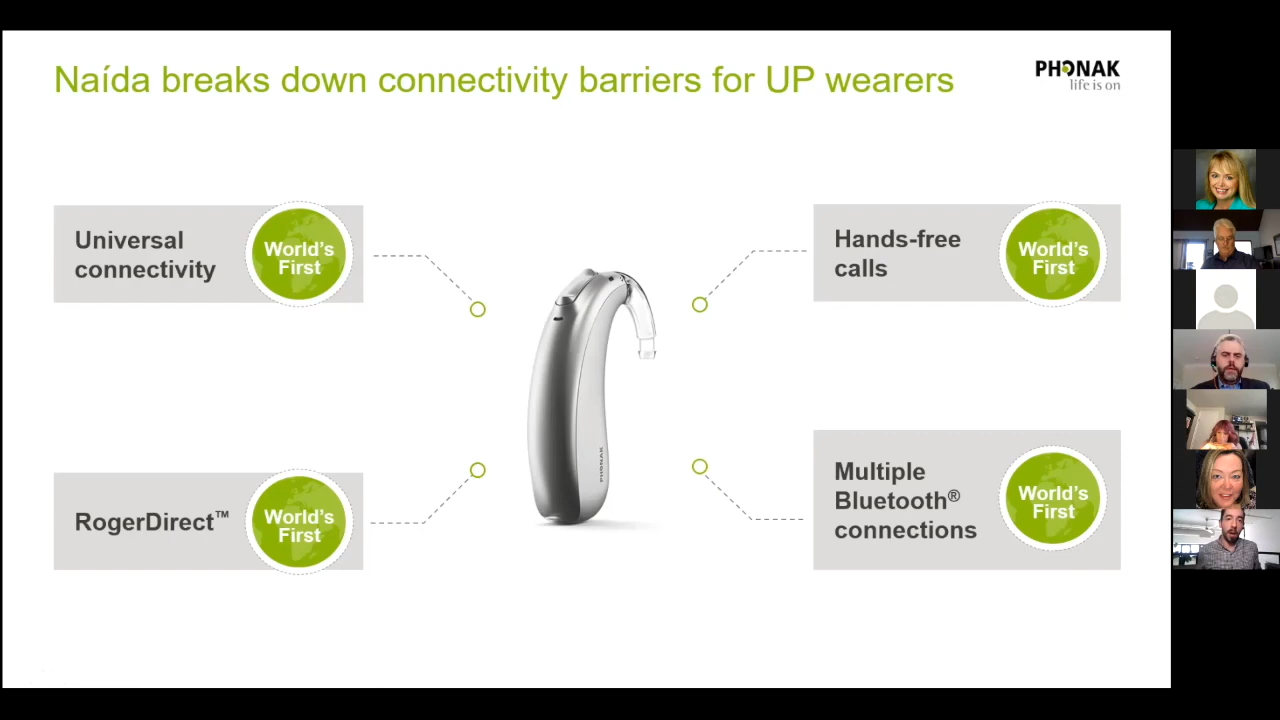 Naída breaks down connectivity barriers for UP wearers
PHONAK
life is on
Universal
connectivity
World's
First
Hands-free
calls
World's
First
PHONAK
RogerDirect™
World's
First
Multiple
Bluetooth®
connections
World's
First